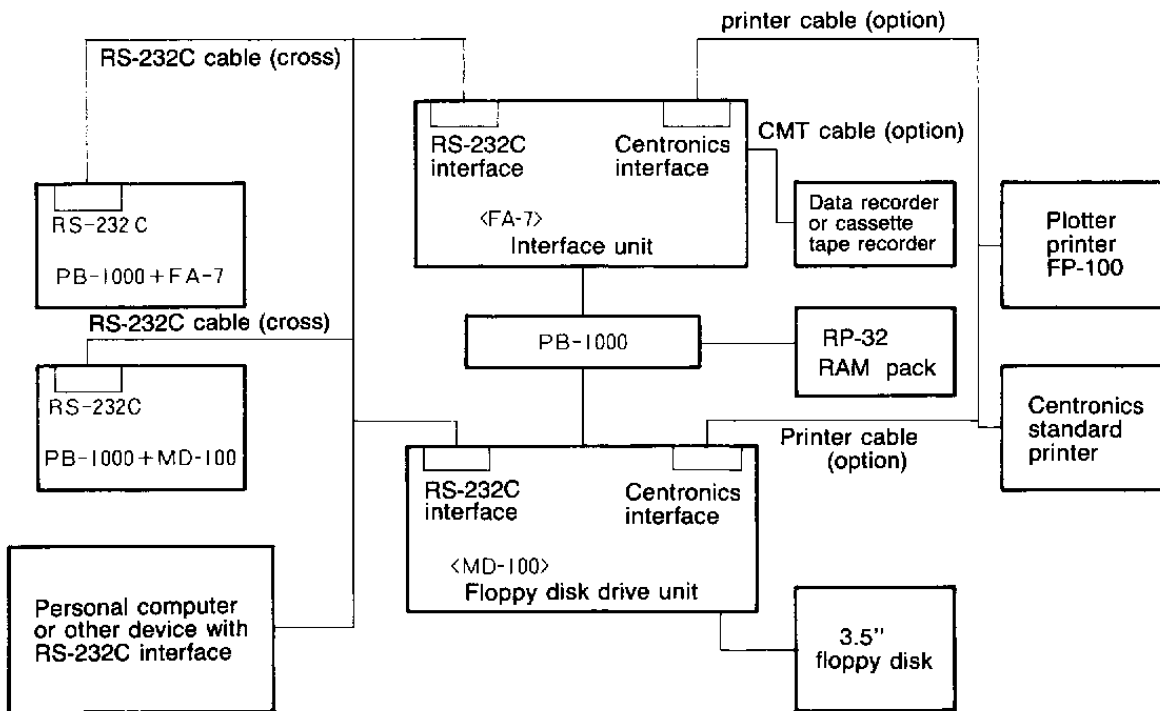 printer cable (option)
RS-232C cable (cross)
RS-232C
interface
Centronics
interface
<FA-7>
Interface unit
CMT cable (option)
Data recorder
or cassette
tape recorder
Plotter
printer
FP-100
RS-232C
PB-1000+FA-7
RS-232C cable (cross)
RS-232C
PB-1000+MD-100
PB-1000
RP-32
RAM pack
Printer cable
(option)
Centronics
standard
printer
RS-232C
interface
Centronics
interface
<MD-100>
Floppy disk drive unit
Personal computer
or other device with
RS-232C interface
3.5"
floppy disk